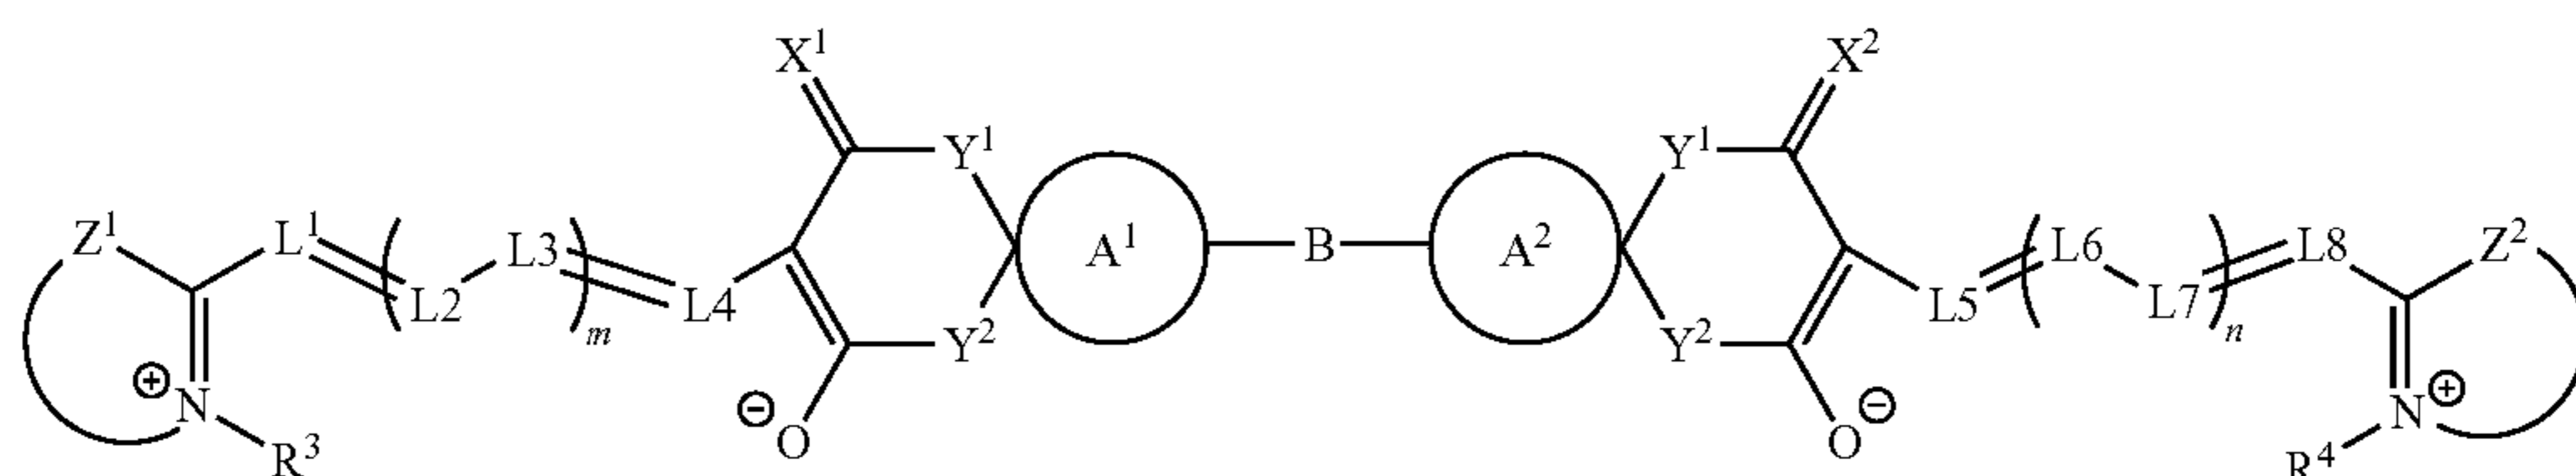 X¹ X²
Y¹ Y¹
Z¹ L¹ L3 A¹ B A² L6 L8 Z²
( L2 )m L4 L5 ( L7 )n
Y² Y²
⊕ N ⊖ O O ⊖ N ⊕
R³ R⁴